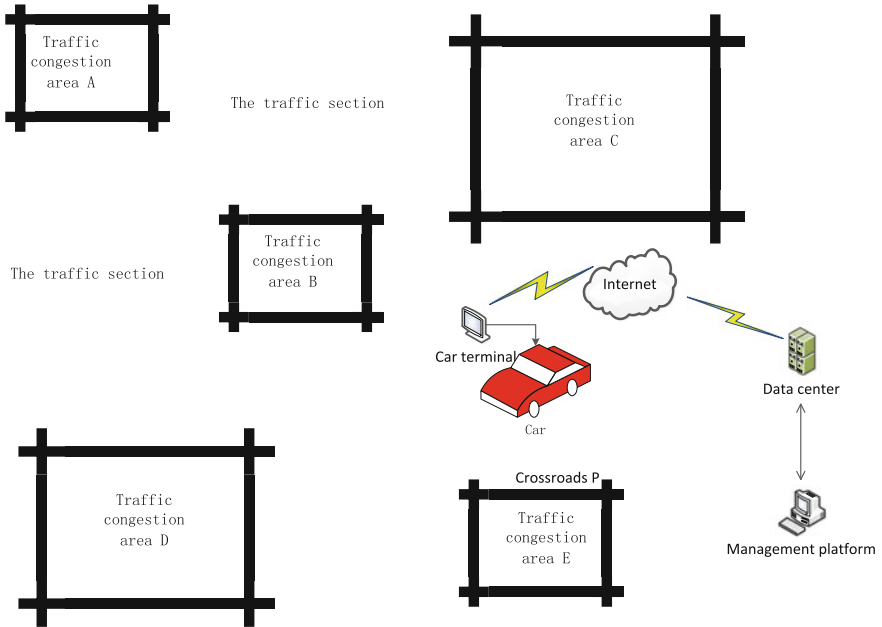 Traffic
congestion
area A
The traffic section
Traffic
congestion
area C
Traffic
congestion
area B
The traffic section
Internet
Car terminal
Car
Data center
Crossroads P
Traffic
congestion
area D
Traffic
congestion
area E
Management platform